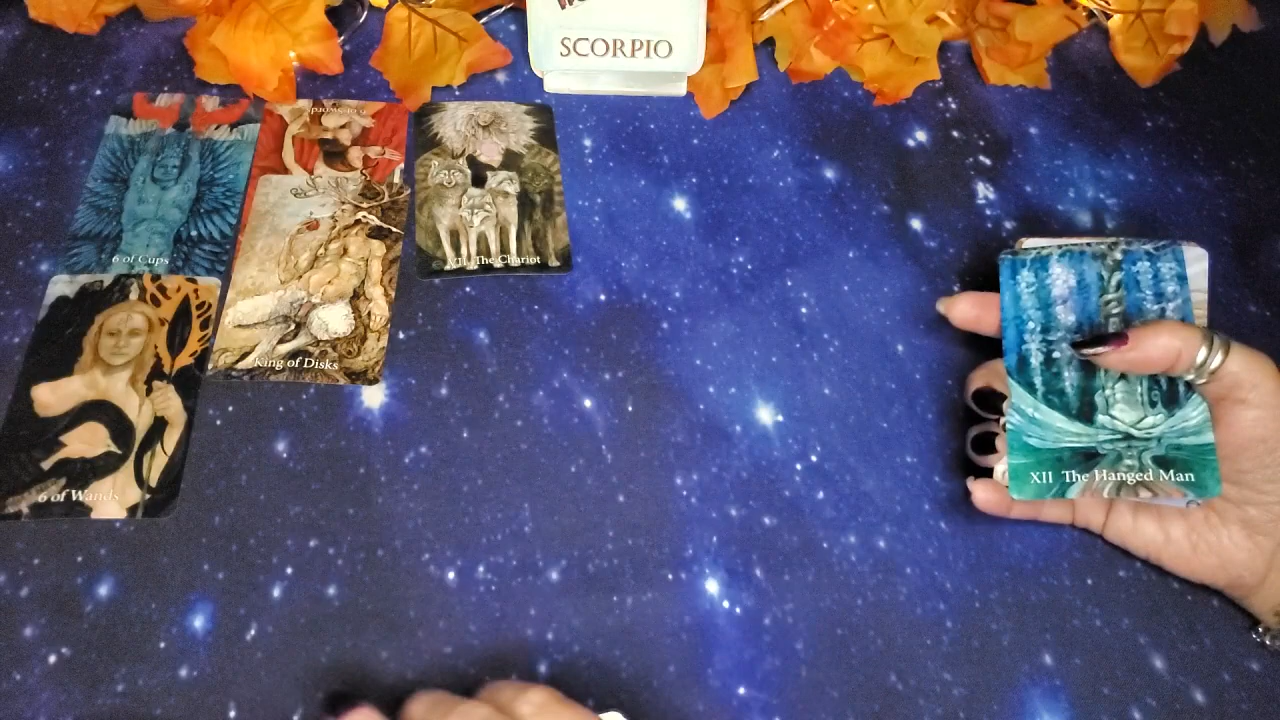 SCORPIO
6 of Cups
VII The Chariot
King of Disks
6 of Wands
XII The Hanged Man